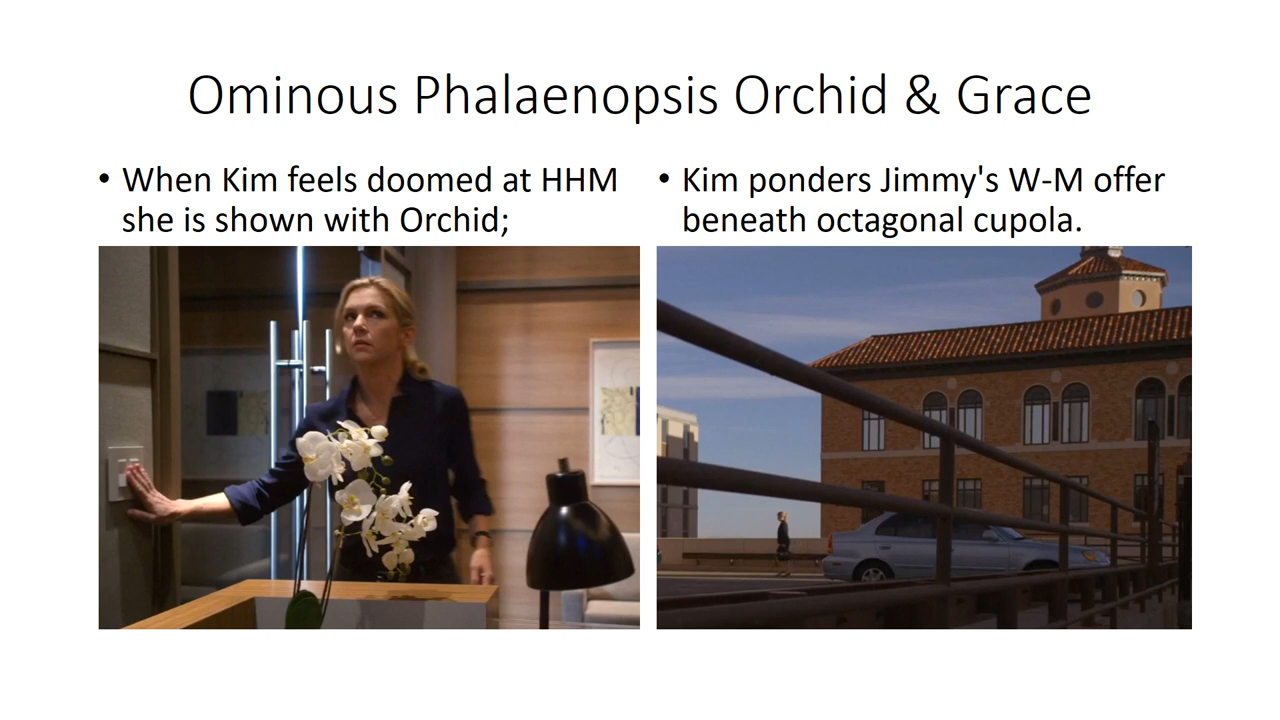 Ominous Phalaenopsis Orchid & Grace
• When Kim feels doomed at HHM
she is shown with Orchid;
• Kim ponders Jimmy's W-M offer
beneath octagonal cupola.